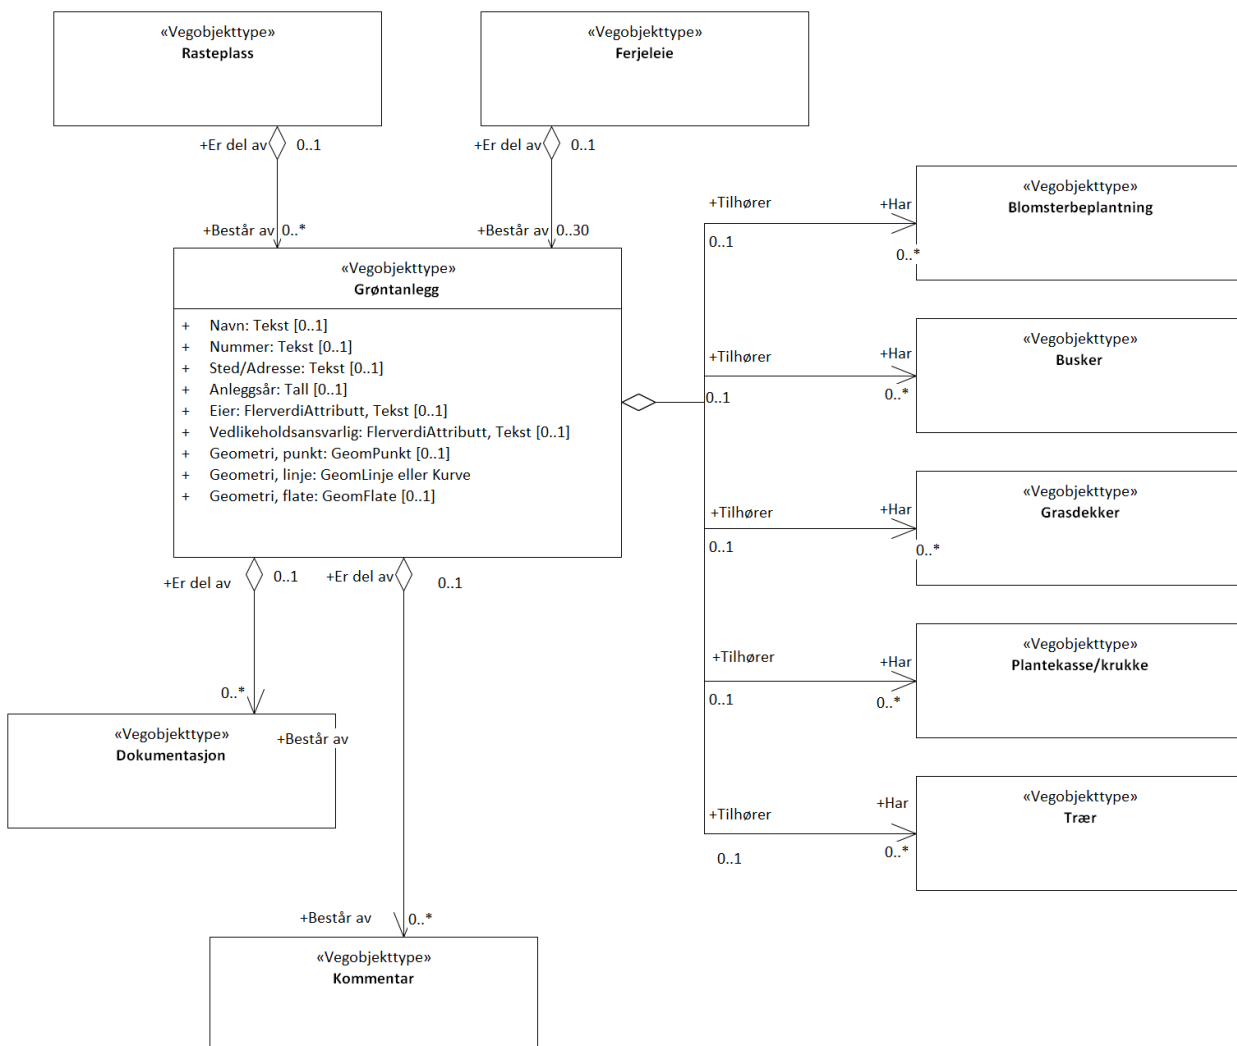 «Vegobjekttype»
Rasteplass
«Vegobjekttype»
Ferjeleie
+Er del av 0..1
+Er del av 0..1
+Består av 0..*
+Består av 0..30
«Vegobjekttype»
Grøntanlegg
+ Navn: Tekst [0..1]
+ Nummer: Tekst [0..1]
+ Sted/Adresse: Tekst [0..1]
+ Anleggsår: Tall [0..1]
+ Eier: FlerverdiAttributt, Tekst [0..1]
+ Vedlikeholdsansvarlig: FlerverdiAttributt, Tekst [0..1]
+ Geometri, punkt: GeomPunkt [0..1]
+ Geometri, linje: GeomLinje eller Kurve
+ Geometri, flate: GeomFlate [0..1]
+Tilhører +Har
0..1 0..*
«Vegobjekttype»
Blomsterbeplantning
+Tilhører +Har
0..1 0..*
«Vegobjekttype»
Busker
+Tilhører +Har
0..1 0..*
«Vegobjekttype»
Grasdekker
+Tilhører +Har
0..1 0..*
«Vegobjekttype»
Plantekasse/krukke
+Tilhører +Har
0..1 0..*
«Vegobjekttype»
Trær
+Er del av 0..1
+Er del av 0..1
0..*
+Består av
«Vegobjekttype»
Dokumentasjon
+Består av 0..*
«Vegobjekttype»
Kommentar